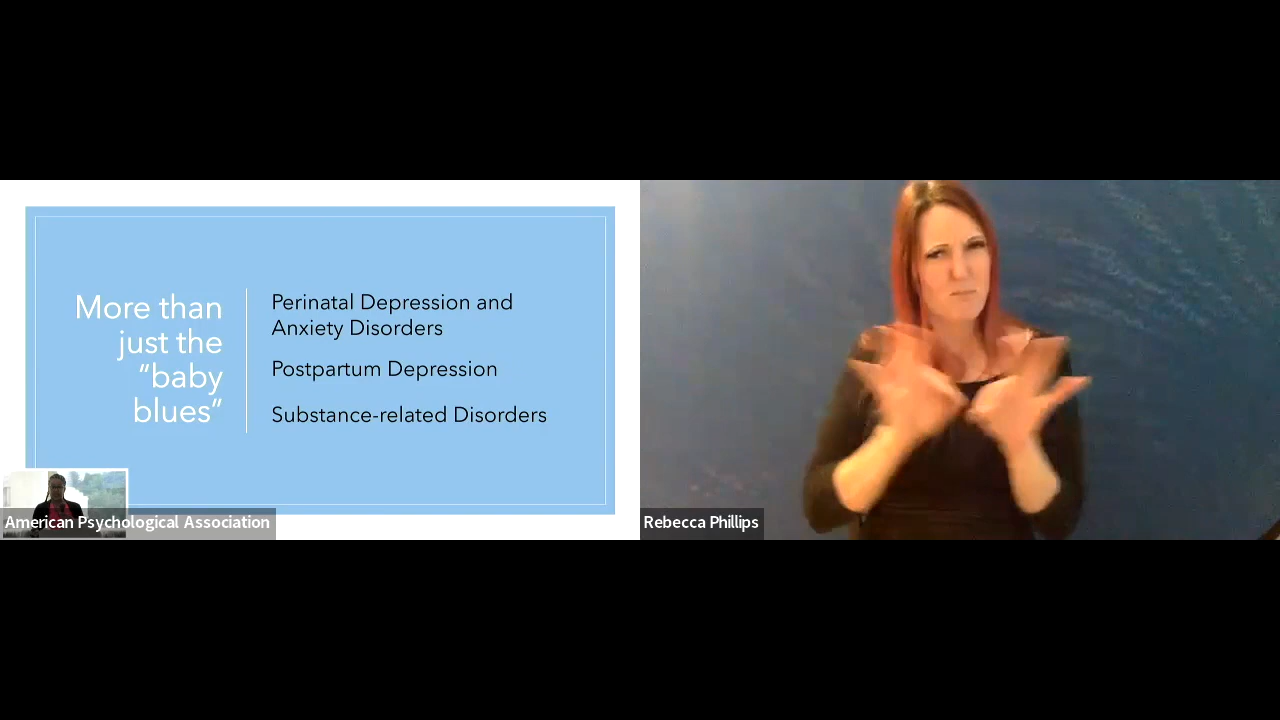 More than
just the
“baby
blues”
Perinatal Depression and
Anxiety Disorders
Postpartum Depression
Substance-related Disorders
American Psychological Association
Rebecca Phillips